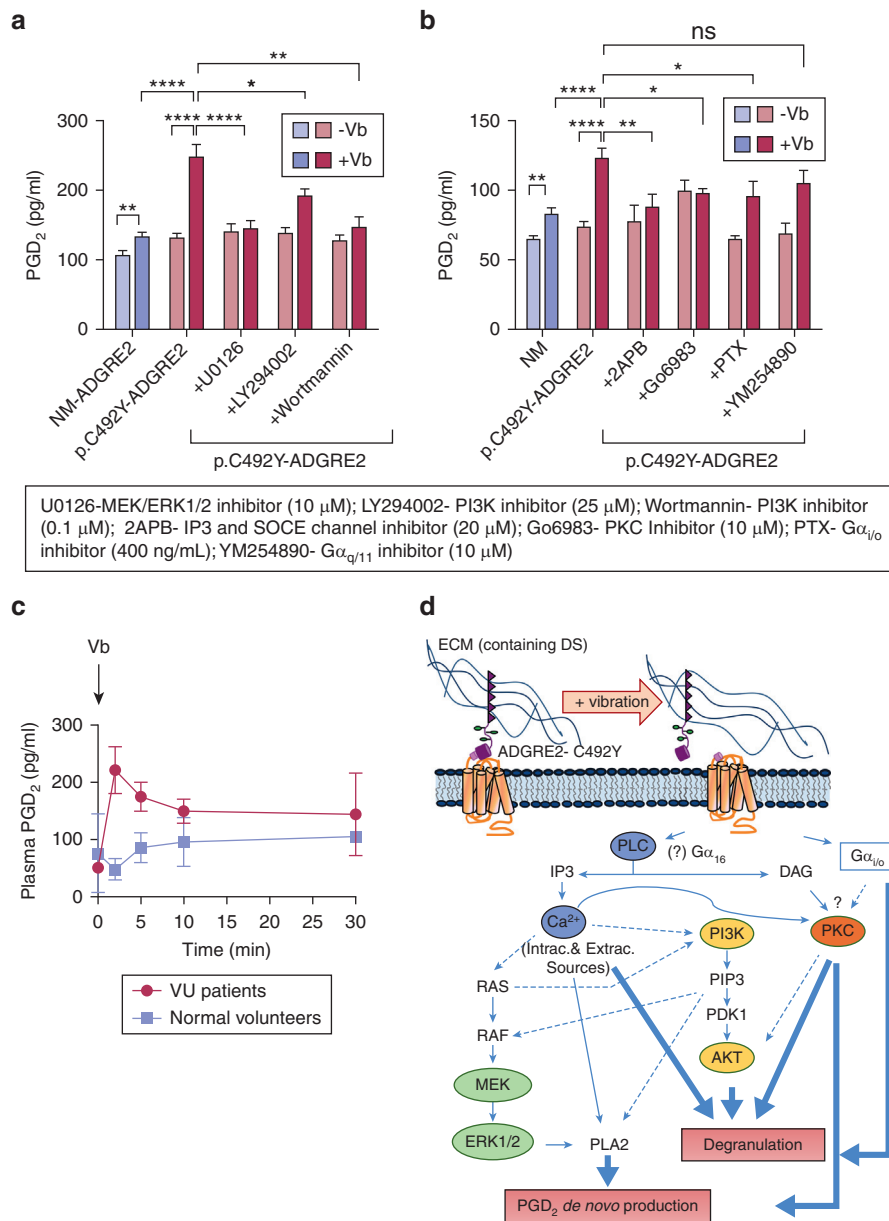 a
**
*
****
**** ****
**
-Vb
+Vb
300
200
100
0
PGD2 (pg/ml)
NM-ADGRE2
p.C492Y-ADGRE2
+U0126
+LY294002
+Wortmannin
p.C492Y-ADGRE2
b
ns
*
*
****
**** **
**
-Vb
+Vb
150
100
50
0
PGD2 (pg/ml)
NM
p.C492Y-ADGRE2
+2APB
+Go6983
+PTX
+YM254890
p.C492Y-ADGRE2
U0126-MEK/ERK1/2 inhibitor (10 μM); LY294002- PI3K inhibitor (25 μM); Wortmannin- PI3K inhibitor
(0.1 μM); 2APB- IP3 and SOCE channel inhibitor (20 μM); Go6983- PKC Inhibitor (10 μM); PTX- Gαi/o
inhibitor (400 ng/mL); YM254890- Gαq/11 inhibitor (10 μM)
c
Vb
300
200
100
0
Plasma PGD2 (pg/ml)
0 5 10 15 20 25 30
Time (min)
VU patients
Normal volunteers
d
ECM (containing DS)
+ vibration
ADGRE2- C492Y
PLC
(?) Gα16
Gαi/o
IP3
DAG
?
Ca2+
PI3K
PKC
(Intrac.& Extrac.
Sources)
PIP3
RAS
PDK1
RAF
AKT
MEK
ERK1/2
PLA2
Degranulation
PGD2 de novo production